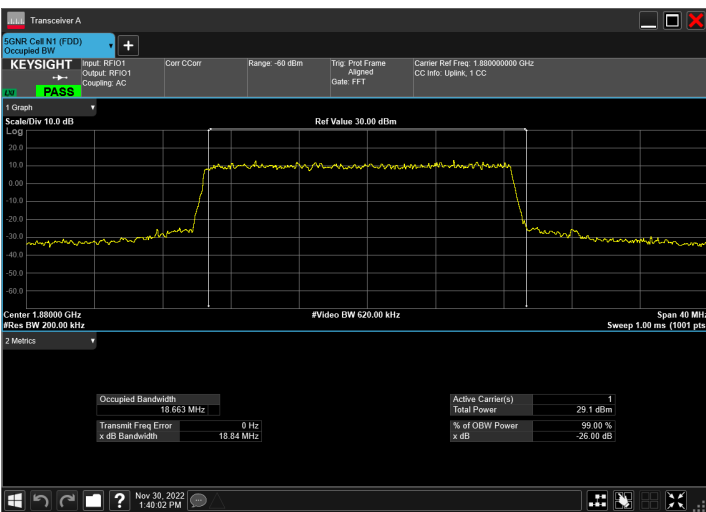 Transceiver A
5GNR Cell N1 (FDD)
Occupied BW
KEYSIGHT
PASS
Input: RFIO1
Output: RFIO1
Coupling: AC
Corr CCorr
Range: -60 dBm
Trig: Prot Frame
Aligned
Gate: FFT
Carrier Ref Freq: 1.880000000 GHz
CC Info: Uplink, 1 CC
1 Graph
Scale/Div 10.0 dB
Ref Value 30.00 dBm
Log
20.0
10.0
0.00
-10.0
-20.0
-30.0
-40.0
-50.0
-60.0
Center 1.88000 GHz
#Video BW 620.00 kHz
Span 40 MHz
#Res BW 200.00 kHz
Sweep 1.00 ms (1001 pts
2 Metrics
Occupied Bandwidth
18.663 MHz
Transmit Freq Error 0 Hz
x dB Bandwidth 18.84 MHz
Active Carrier(s) 1
Total Power 29.1 dBm
% of OBW Power 99.00 %
x dB -26.00 dB
?
Nov 30, 2022
1:40:02 PM